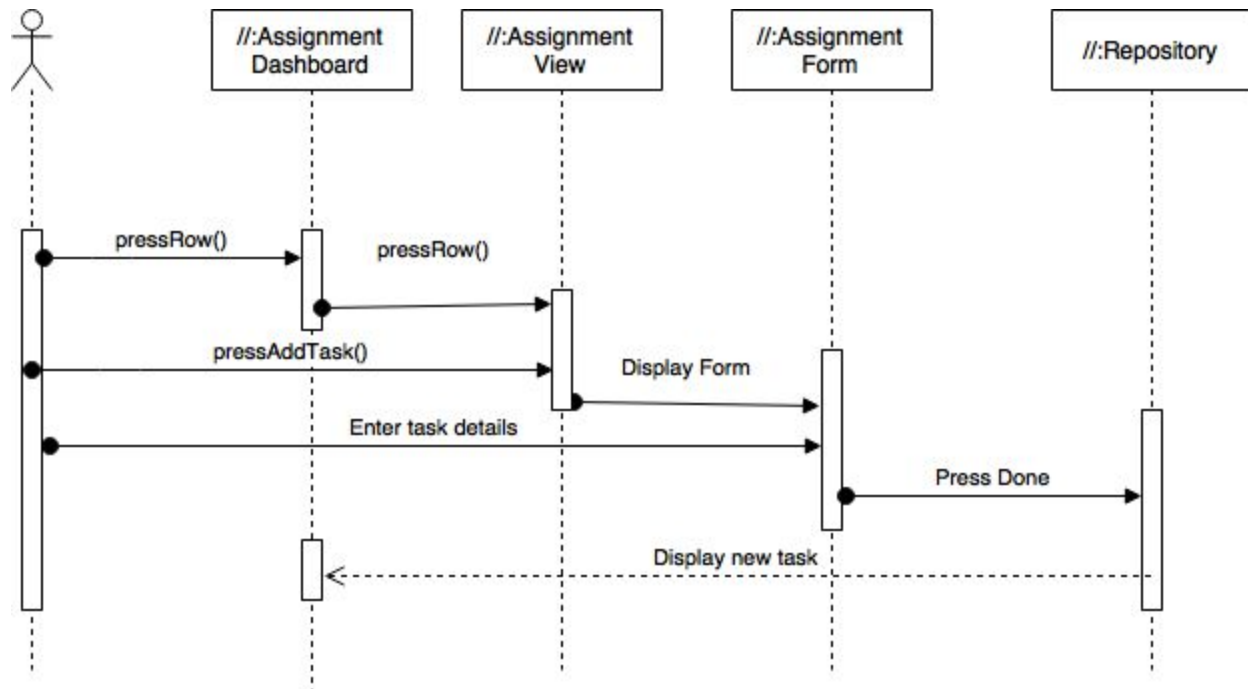 //:Assignment
Dashboard
//:Assignment
View
//:Assignment
Form
//:Repository
pressRow()
pressRow()
pressAddTask()
Display Form
Enter task details
Press Done
Display new task